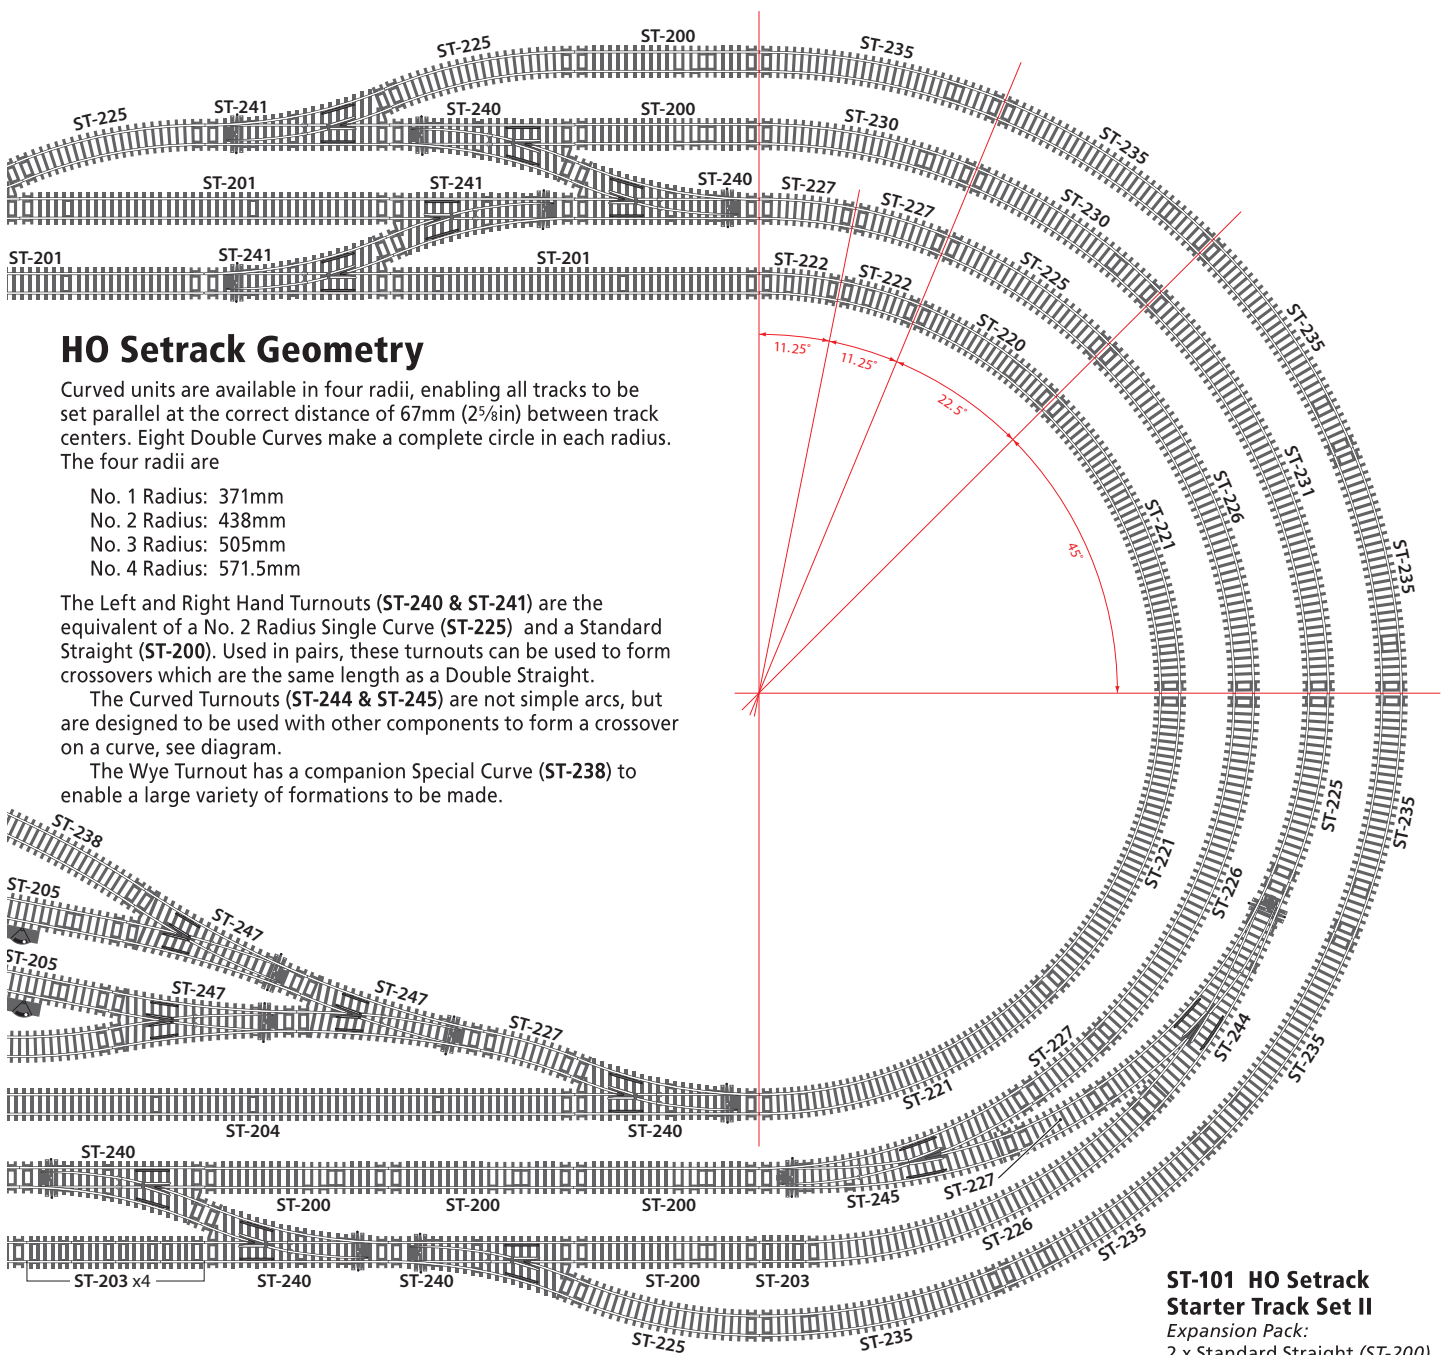 ST-225
ST-200
ST-235
ST-225
ST-241
ST-240
ST-200
ST-230
ST-235
ST-201
ST-241
ST-240
ST-227
ST-227
ST-230
ST-201
ST-241
ST-201
ST-222
ST-222
ST-225
ST-220
ST-235
11.25°
11.25°
22.5°
45°
HO Setrack Geometry
Curved units are available in four radii, enabling all tracks to be
set parallel at the correct distance of 67mm (2⅝in) between track
centers. Eight Double Curves make a complete circle in each radius.
The four radii are
No. 1 Radius: 371mm
No. 2 Radius: 438mm
No. 3 Radius: 505mm
No. 4 Radius: 571.5mm
The Left and Right Hand Turnouts (ST-240 & ST-241) are the
equivalent of a No. 2 Radius Single Curve (ST-225) and a Standard
Straight (ST-200). Used in pairs, these turnouts can be used to form
crossovers which are the same length as a Double Straight.
The Curved Turnouts (ST-244 & ST-245) are not simple arcs, but
are designed to be used with other components to form a crossover
on a curve, see diagram.
The Wye Turnout has a companion Special Curve (ST-238) to
enable a large variety of formations to be made.
ST-221
ST-226
ST-231
ST-235
ST-238
ST-205
ST-247
ST-205
ST-247
ST-247
ST-227
ST-221
ST-226
ST-225
ST-235
ST-227
ST-244
ST-235
ST-221
ST-204
ST-240
ST-240
ST-200
ST-200
ST-200
ST-245
ST-227
ST-226
ST-235
ST-203 x4
ST-240
ST-240
ST-200
ST-203
ST-225
ST-235
ST-101 HO Setrack
Starter Track Set II
Expansion Pack:
2 x Standard Straight (ST-200)